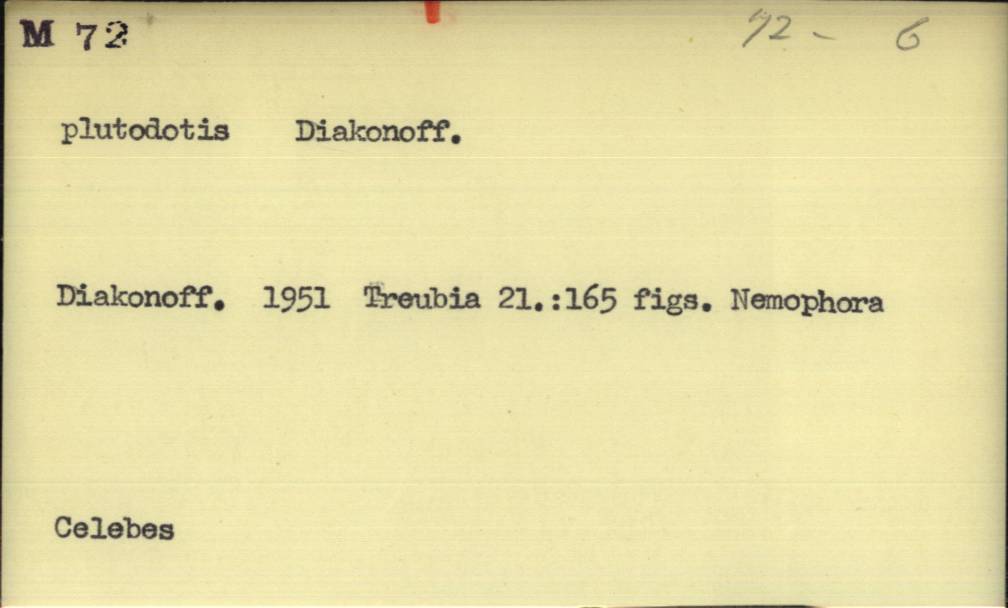 M 72
72 - 6
plutodotis Diakonoff.
Diakonoff. 1951 Treubia 21.:165 figs. Nemophora
Celebes